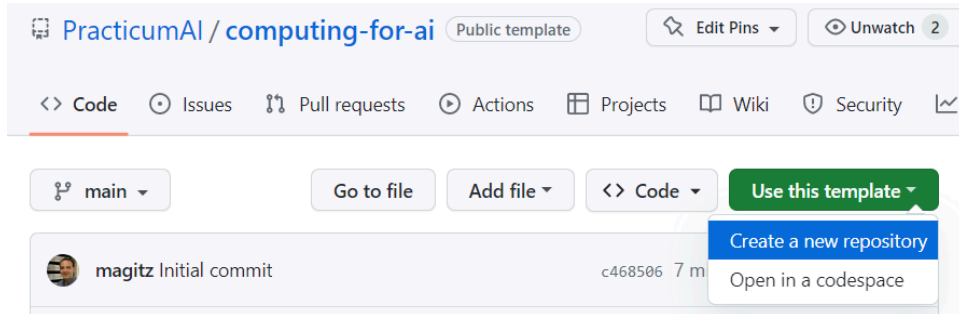 PracticumAI / computing-for-ai Public template Edit Pins Unwatch 2
Code Issues Pull requests Actions Projects Wiki Security
main Go to file Add file Code Use this template
Create a new repository
magitz Initial commit c468506 7 m
Open in a codespace